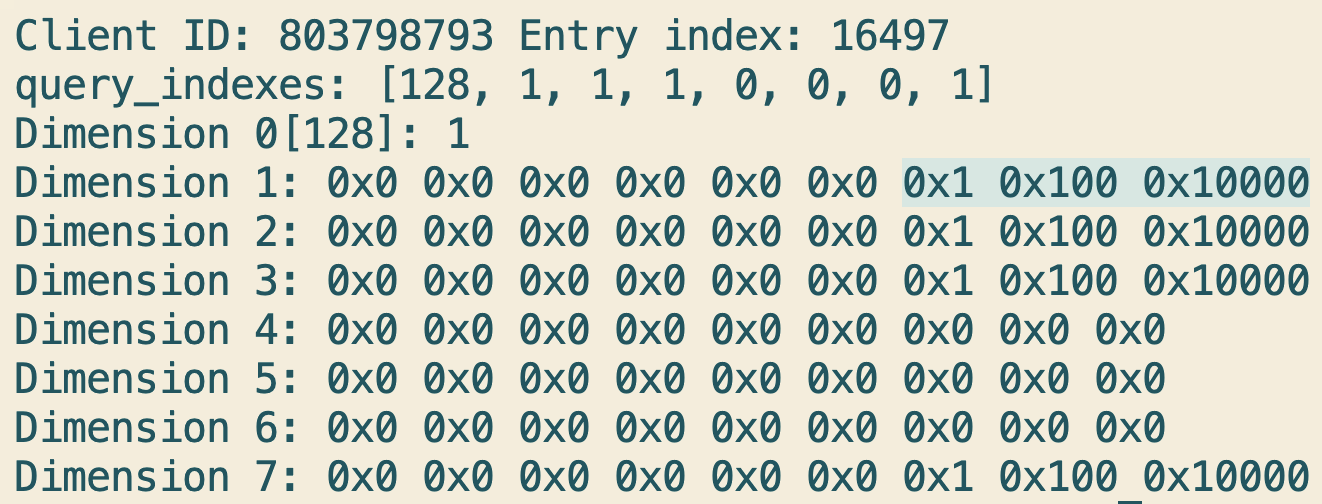 Client ID: 803798793 Entry index: 16497
query_indexes: [128, 1, 1, 1, 0, 0, 0, 1]
Dimension 0[128]: 1
Dimension 1: 0x0 0x0 0x0 0x0 0x0 0x0 0x1 0x100 0x10000
Dimension 2: 0x0 0x0 0x0 0x0 0x0 0x0 0x1 0x100 0x10000
Dimension 3: 0x0 0x0 0x0 0x0 0x0 0x0 0x1 0x100 0x10000
Dimension 4: 0x0 0x0 0x0 0x0 0x0 0x0 0x0 0x0 0x0
Dimension 5: 0x0 0x0 0x0 0x0 0x0 0x0 0x0 0x0 0x0
Dimension 6: 0x0 0x0 0x0 0x0 0x0 0x0 0x0 0x0 0x0
Dimension 7: 0x0 0x0 0x0 0x0 0x0 0x0 0x1 0x100 0x10000